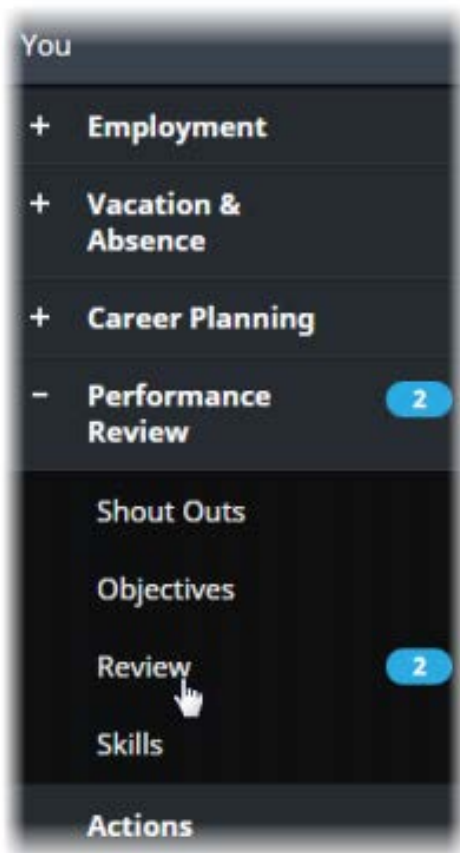 You
+ Employment
+ Vacation &
Absence
+ Career Planning
- Performance
Review 2
Shout Outs
Objectives
Review 2
Skills
Actions